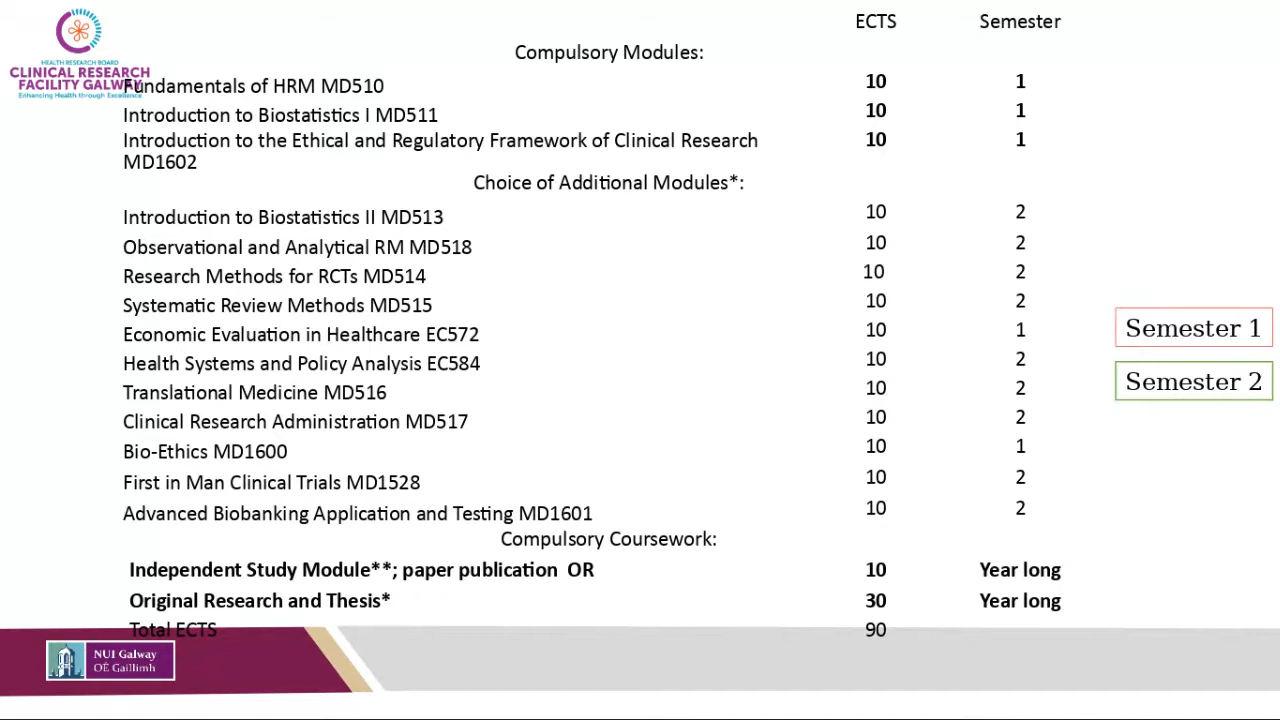 ECTS Semester
HEALTH RESEARCH BOARD
CLINICAL RESEARCH
FACILITY GALWAY
Enhancing Health through Excellence
Compulsory Modules:
Fundamentals of HRM MD510 10 1
Introduction to Biostatistics I MD511 10 1
Introduction to the Ethical and Regulatory Framework of Clinical Research 10 1
MD1602
Choice of Additional Modules*:
Introduction to Biostatistics II MD513 10 2
Observational and Analytical RM MD518 10 2
Research Methods for RCTs MD514 10 2
Systematic Review Methods MD515 10 2
Economic Evaluation in Healthcare EC572 10 1
Health Systems and Policy Analysis EC584 10 2
Translational Medicine MD516 10 2
Clinical Research Administration MD517 10 2
Bio-Ethics MD1600 10 1
First in Man Clinical Trials MD1528 10 2
Advanced Biobanking Application and Testing MD1601 10 2
Semester 1
Semester 2
Compulsory Coursework:
Independent Study Module**; paper publication OR 10 Year long
Original Research and Thesis* 30 Year long
Total ECTS 90
NUI Galway
OÉ Gaillimh